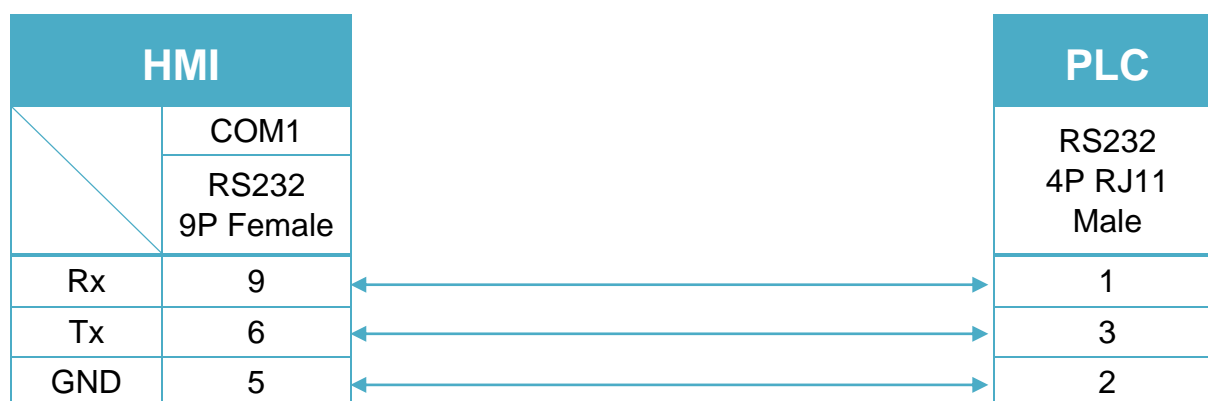 HMI
PLC
COM1
RS232
9P Female
RS232
4P RJ11
Male
Rx 9 1
Tx 6 3
GND 5 2